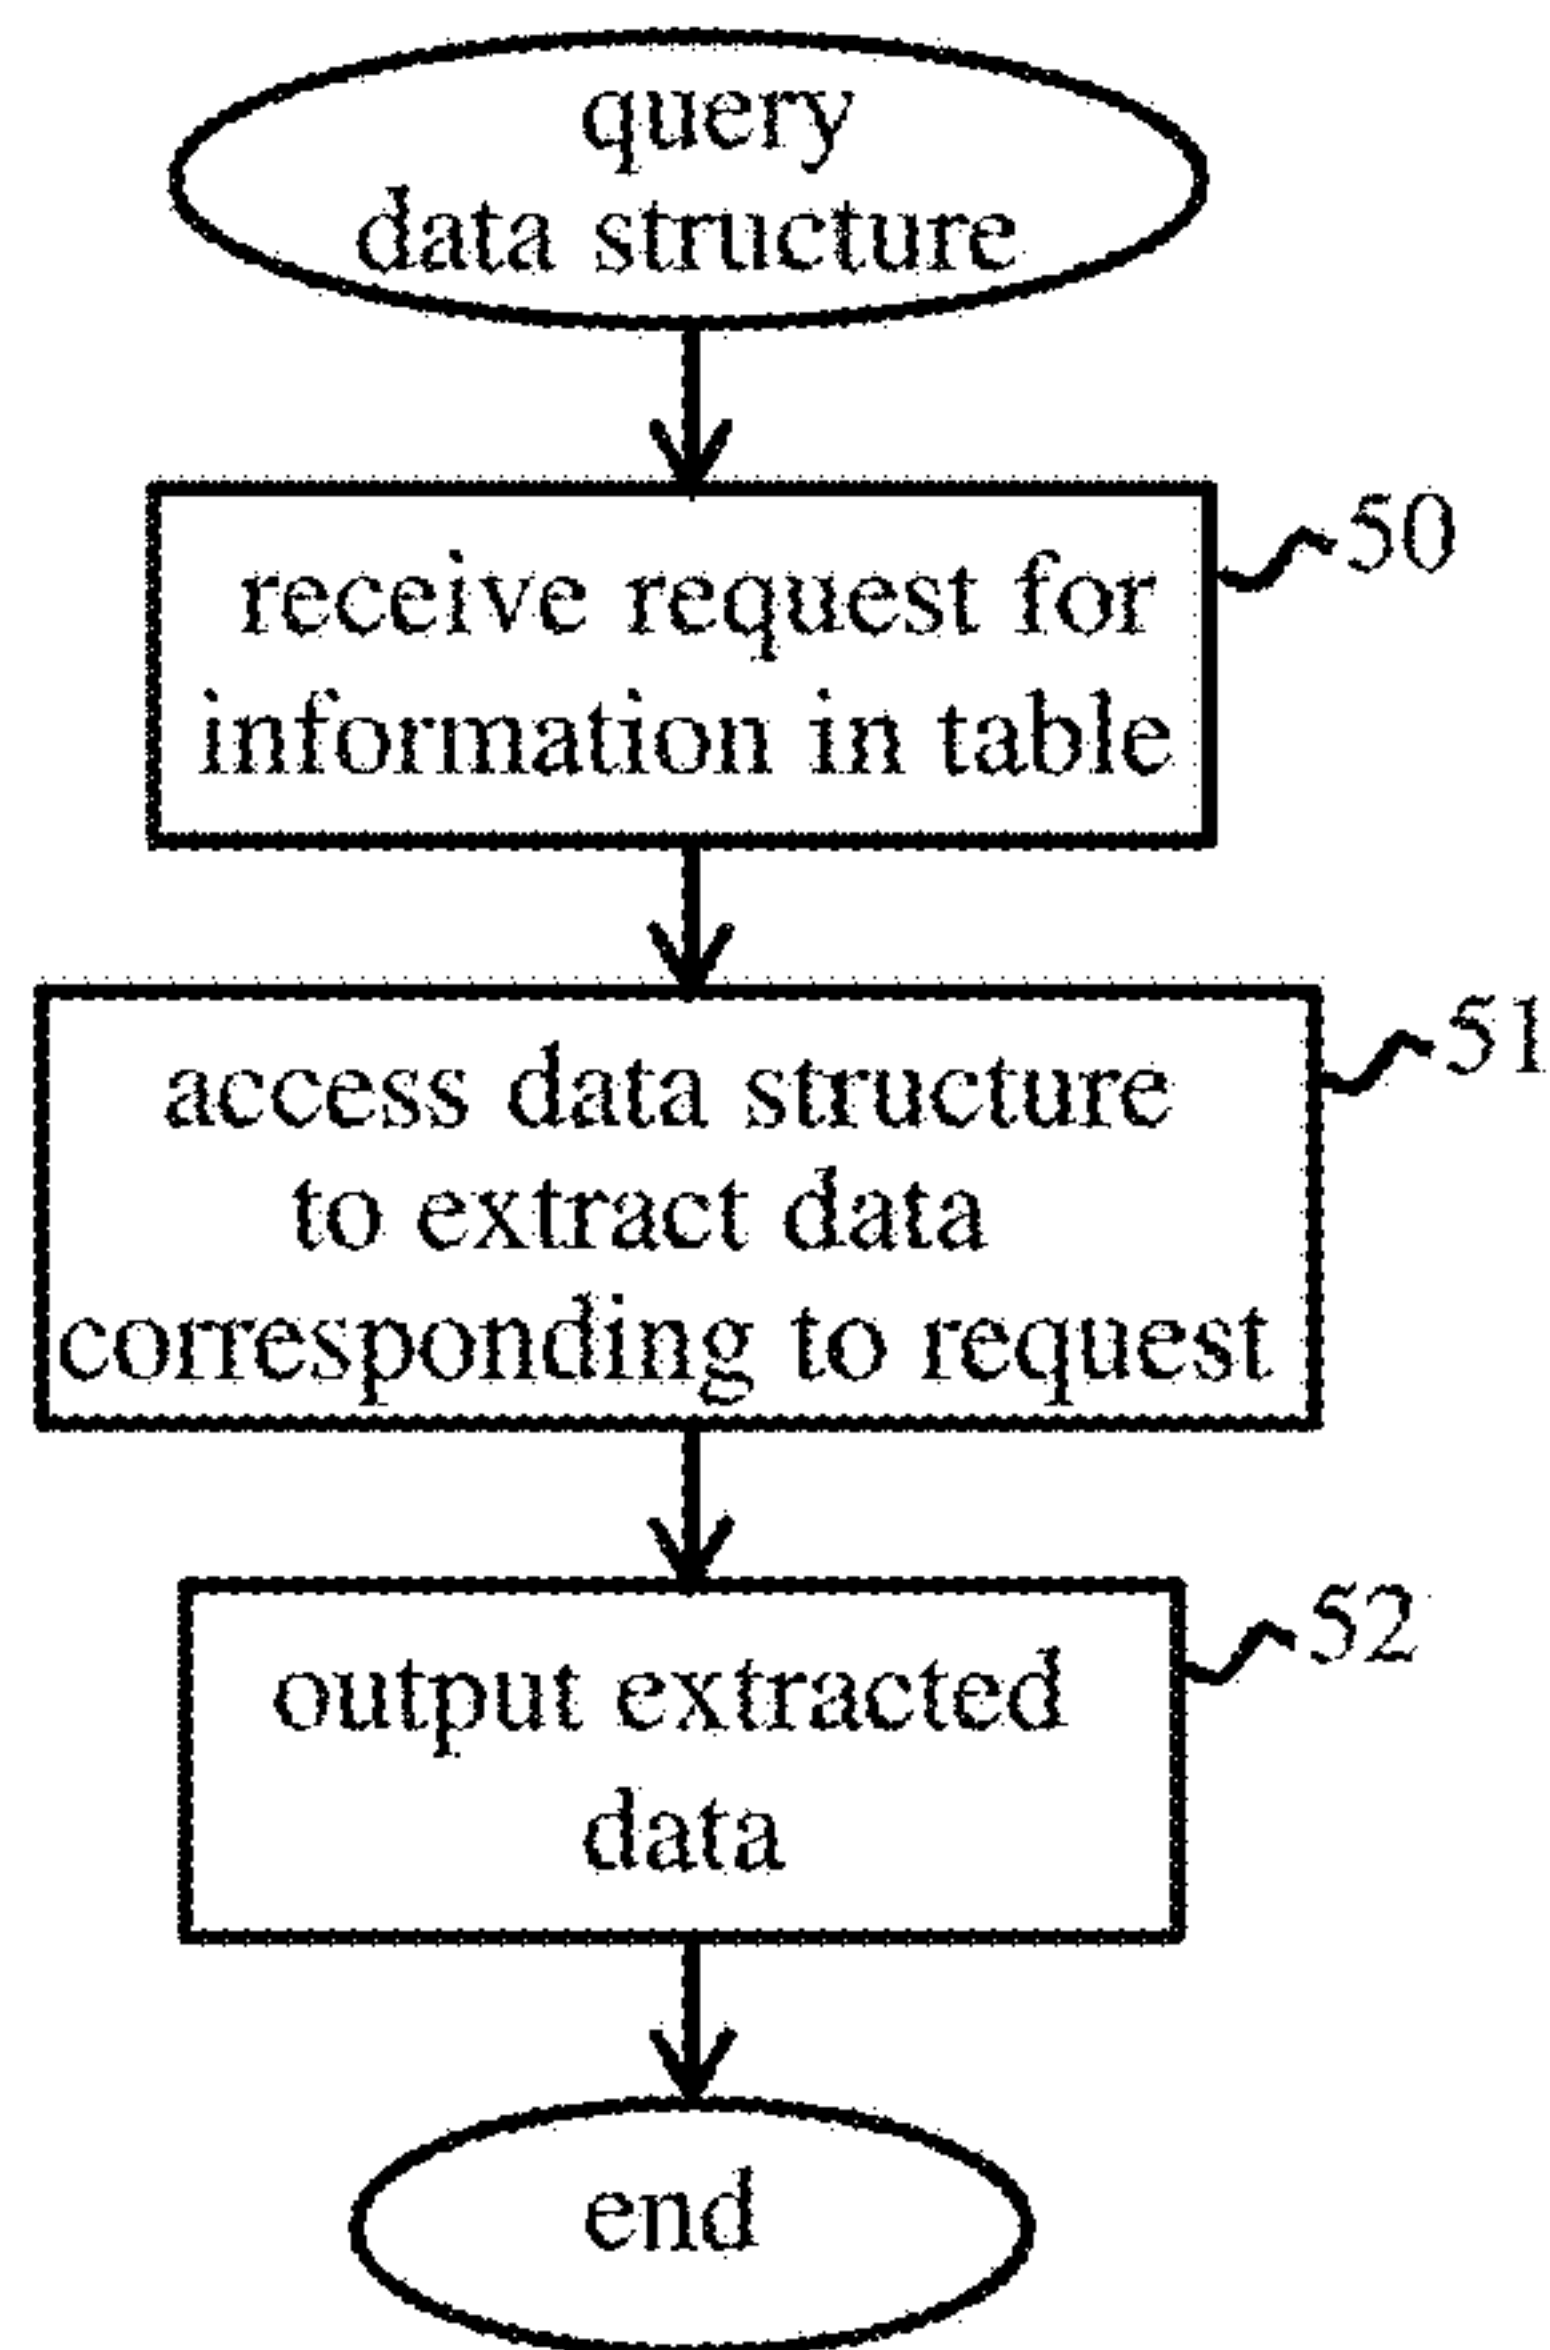 query
data structure
receive request for
information in table
50
access data structure
to extract data
corresponding to request
51
output extracted
data
52
end